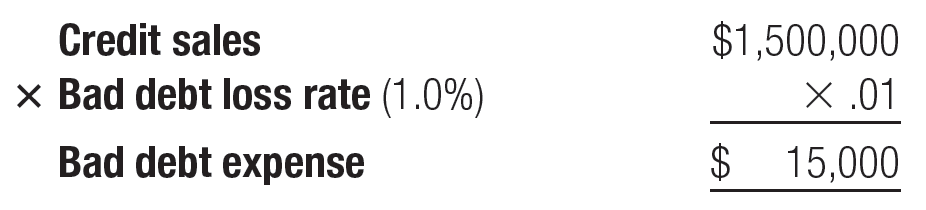 Credit sales $1,500,000
× Bad debt loss rate (1.0%) × .01
Bad debt expense $ 15,000